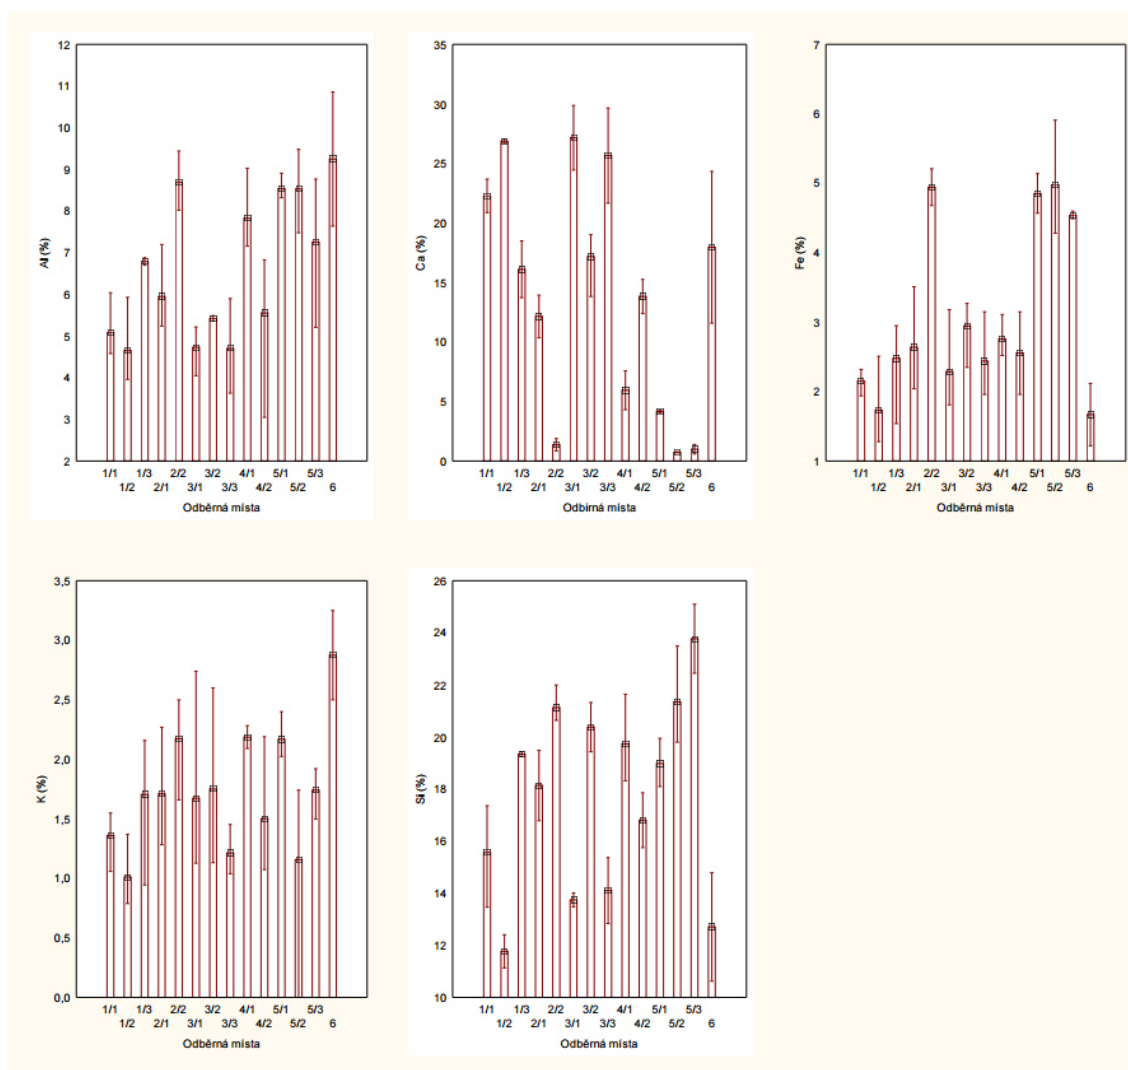 12
11
10
9
8
7
6
5
4
3
2
Al (%)
1/1 1/3 2/2 3/2 4/1 5/1 5/3
1/2 2/1 3/1 3/3 4/2 5/2 6
Odběrná místa
35
30
25
20
15
10
5
0
Ca (%)
1/1 1/3 2/2 3/2 4/1 5/1 5/3
1/2 2/1 3/1 3/3 4/2 5/2 6
Odbírná místa
7
6
5
4
3
2
1
Fe (%)
1/1 1/3 2/2 3/2 4/1 5/1 5/3
1/2 2/1 3/1 3/3 4/2 5/2 6
Odběrná místa
3,5
3,0
2,5
2,0
1,5
1,0
0,5
0,0
K (%)
1/1 1/3 2/2 3/2 4/1 5/1 5/3
1/2 2/1 3/1 3/3 4/2 5/2 6
Odběrná místa
26
24
22
20
18
16
14
12
10
Si (%)
1/1 1/3 2/2 3/2 4/1 5/1 5/3
1/2 2/1 3/1 3/3 4/2 5/2 6
Odběrná místa